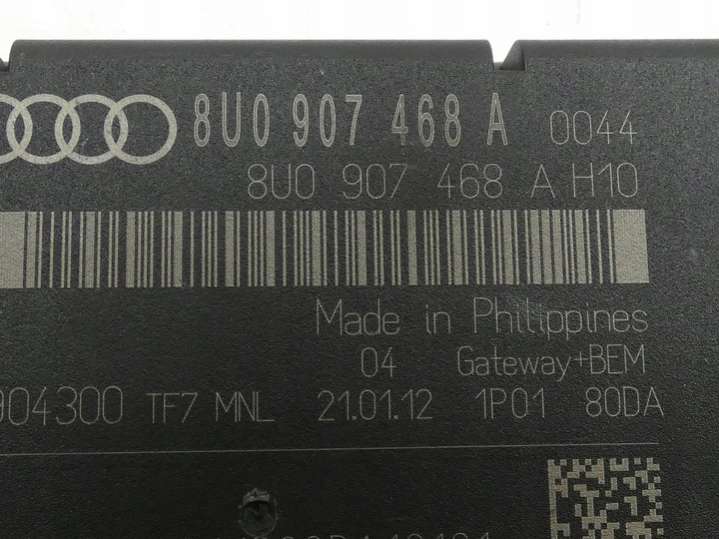 8U0 907 468 A 0044
8U0 907 468 A H10
Made in Philippines
04 Gateway+BEM
904300 TF7 MNL 21.01.12 1P01 80DA